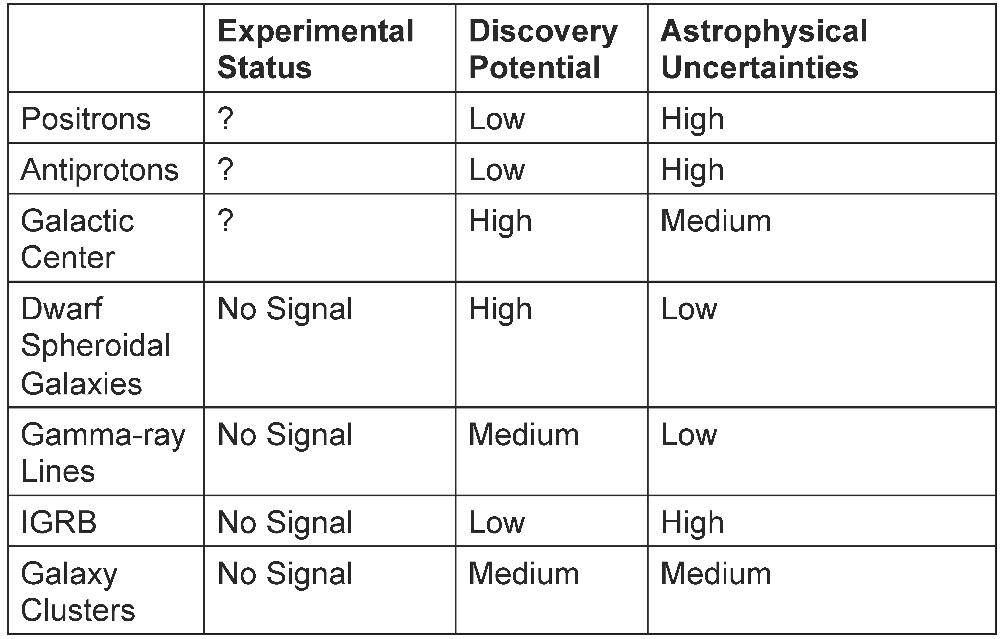 Experimental Status
Discovery Potential
Astrophysical Uncertainties
Positrons
?
Low
High
Antiprotons
?
Low
High
Galactic
Center
?
High
Medium
Dwarf
Spheroidal
Galaxies
No Signal
High
Low
Gamma-ray
Lines
No Signal
Medium
Low
IGRB
No Signal
Low
High
Galaxy
Clusters
No Signal
Medium
Medium